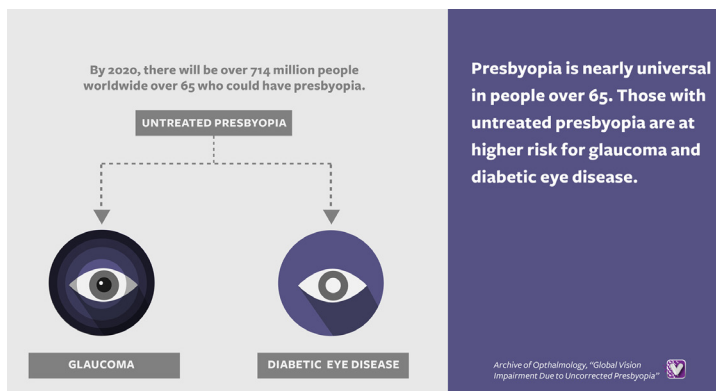 By 2020, there will be over 714 million people
worldwide over 65 who could have presbyopia.
UNTREATED PRESBYOPIA
GLAUCOMA
DIABETIC EYE DISEASE
Presbyopia is nearly universal
in people over 65. Those with
untreated presbyopia are at
higher risk for glaucoma and
diabetic eye disease.
Archive of Opthalmology, "Global Vision
Impairment Due to Uncorrected Presbyopia"
V